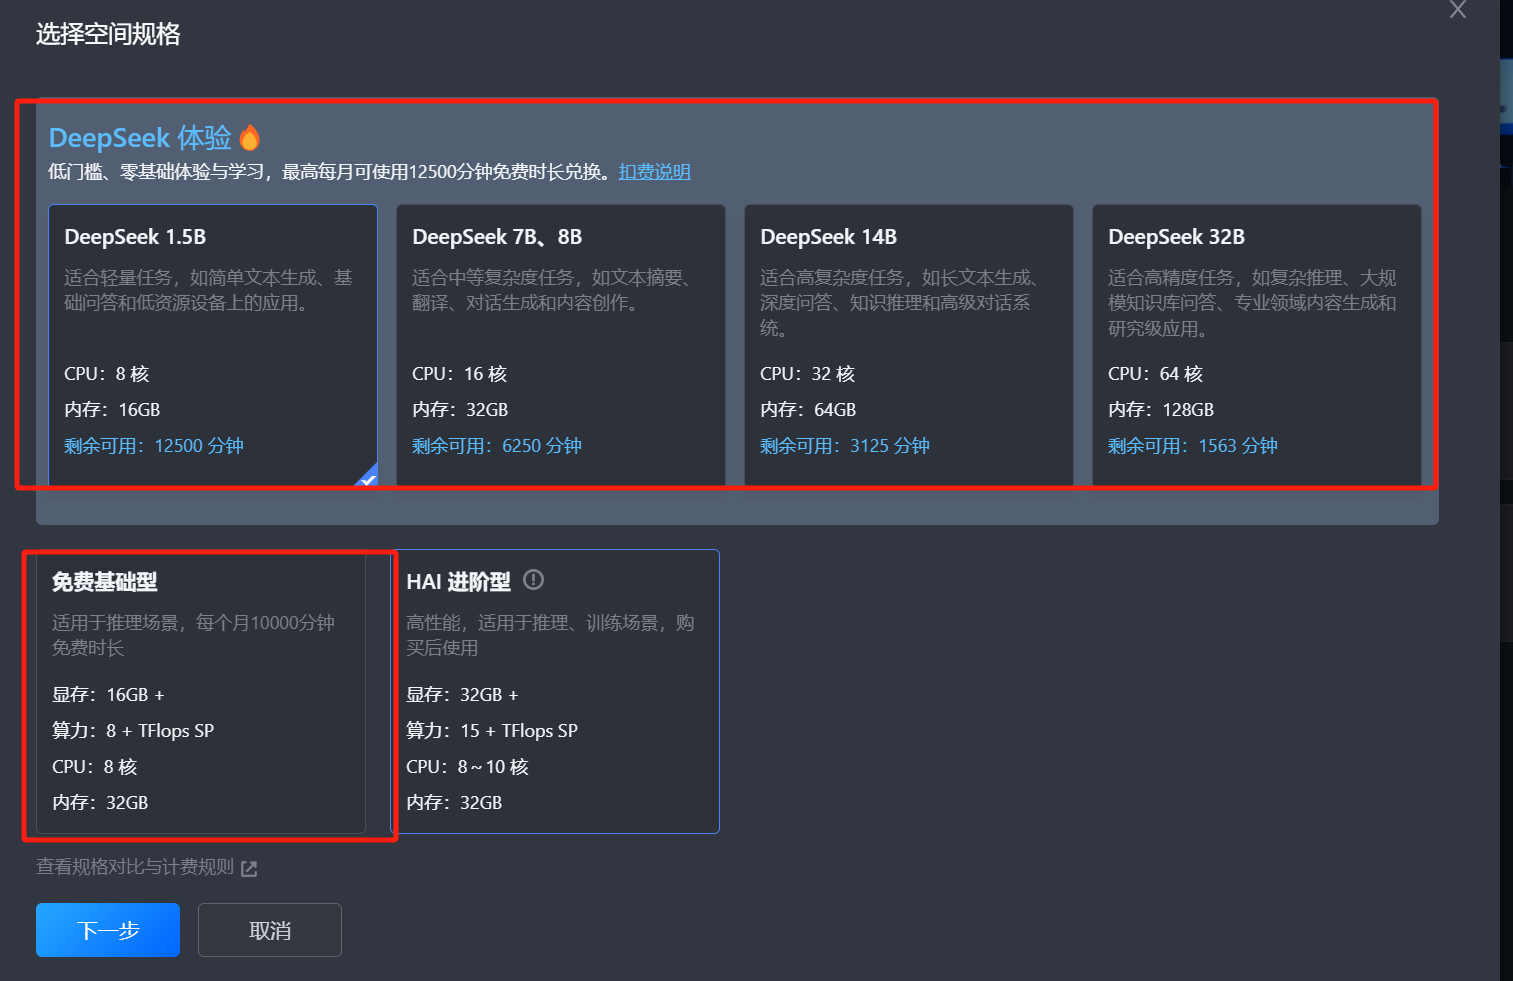 选择空间规格
DeepSeek 体验
低门槛、零基础体验与学习，最高每月可使用12500分钟免费时长兑换。扣费说明
DeepSeek 1.5B
适合轻量任务，如简单文本生成、基
础问答和低资源设备上的应用。
CPU：8 核
内存：16GB
剩余可用：12500 分钟
DeepSeek 7B、8B
适合中等复杂度任务，如文本摘要、
翻译、对话生成和内容创作。
CPU：16 核
内存：32GB
剩余可用：6250 分钟
DeepSeek 14B
适合高复杂度任务，如长文本生成、
深度问答、知识推理和高级对话系
统。
CPU：32 核
内存：64GB
剩余可用：3125 分钟
DeepSeek 32B
适合高精度任务，如复杂推理、大规
模知识库问答、专业领域内容生成和
研究级应用。
CPU：64 核
内存：128GB
剩余可用：1563 分钟
免费基础型
适用于推理场景，每个月10000分钟
免费时长
显存：16GB +
算力：8 + TFlops SP
CPU：8 核
内存：32GB
HAI 进阶型
高性能，适用于推理、训练场景，购
买后使用
显存：32GB +
算力：15 + TFlops SP
CPU：8 ~ 10 核
内存：32GB
查看规格对比与计费规则
下一步
取消